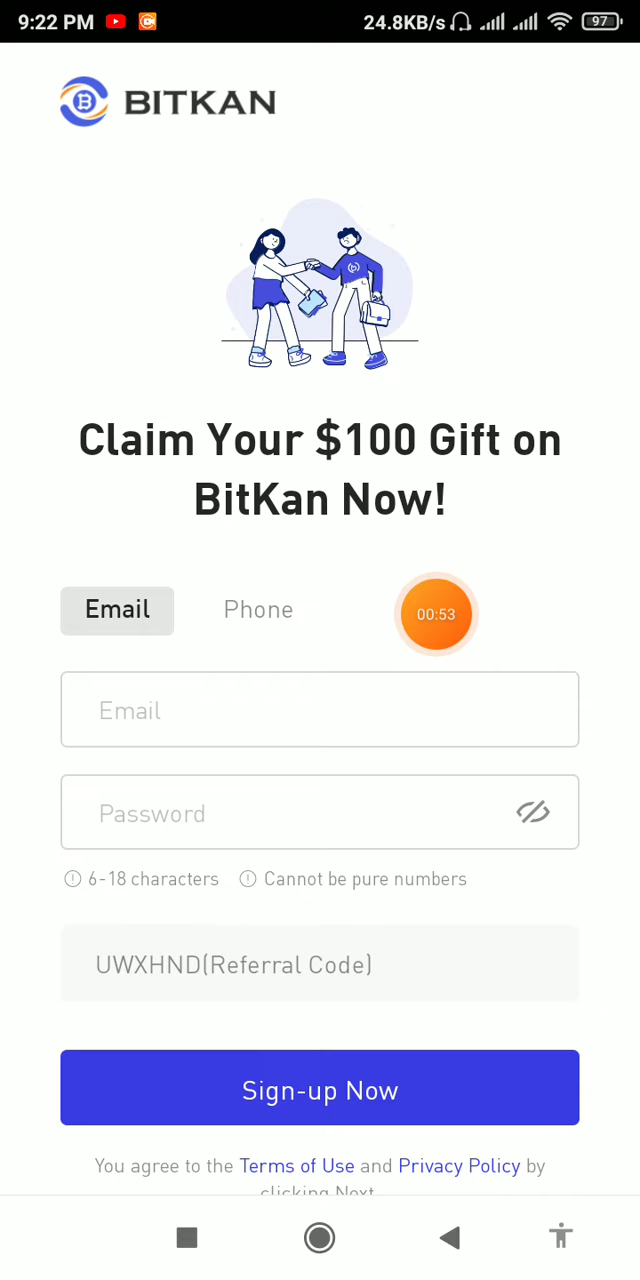 9:22 PM 24.8KB/s 97
BITKAN
Claim Your $100 Gift on
BitKan Now!
Email Phone 00:53
Email
Password
6-18 characters Cannot be pure numbers
UWXHND(Referral Code)
Sign-up Now
You agree to the Terms of Use and Privacy Policy by
clicking Next